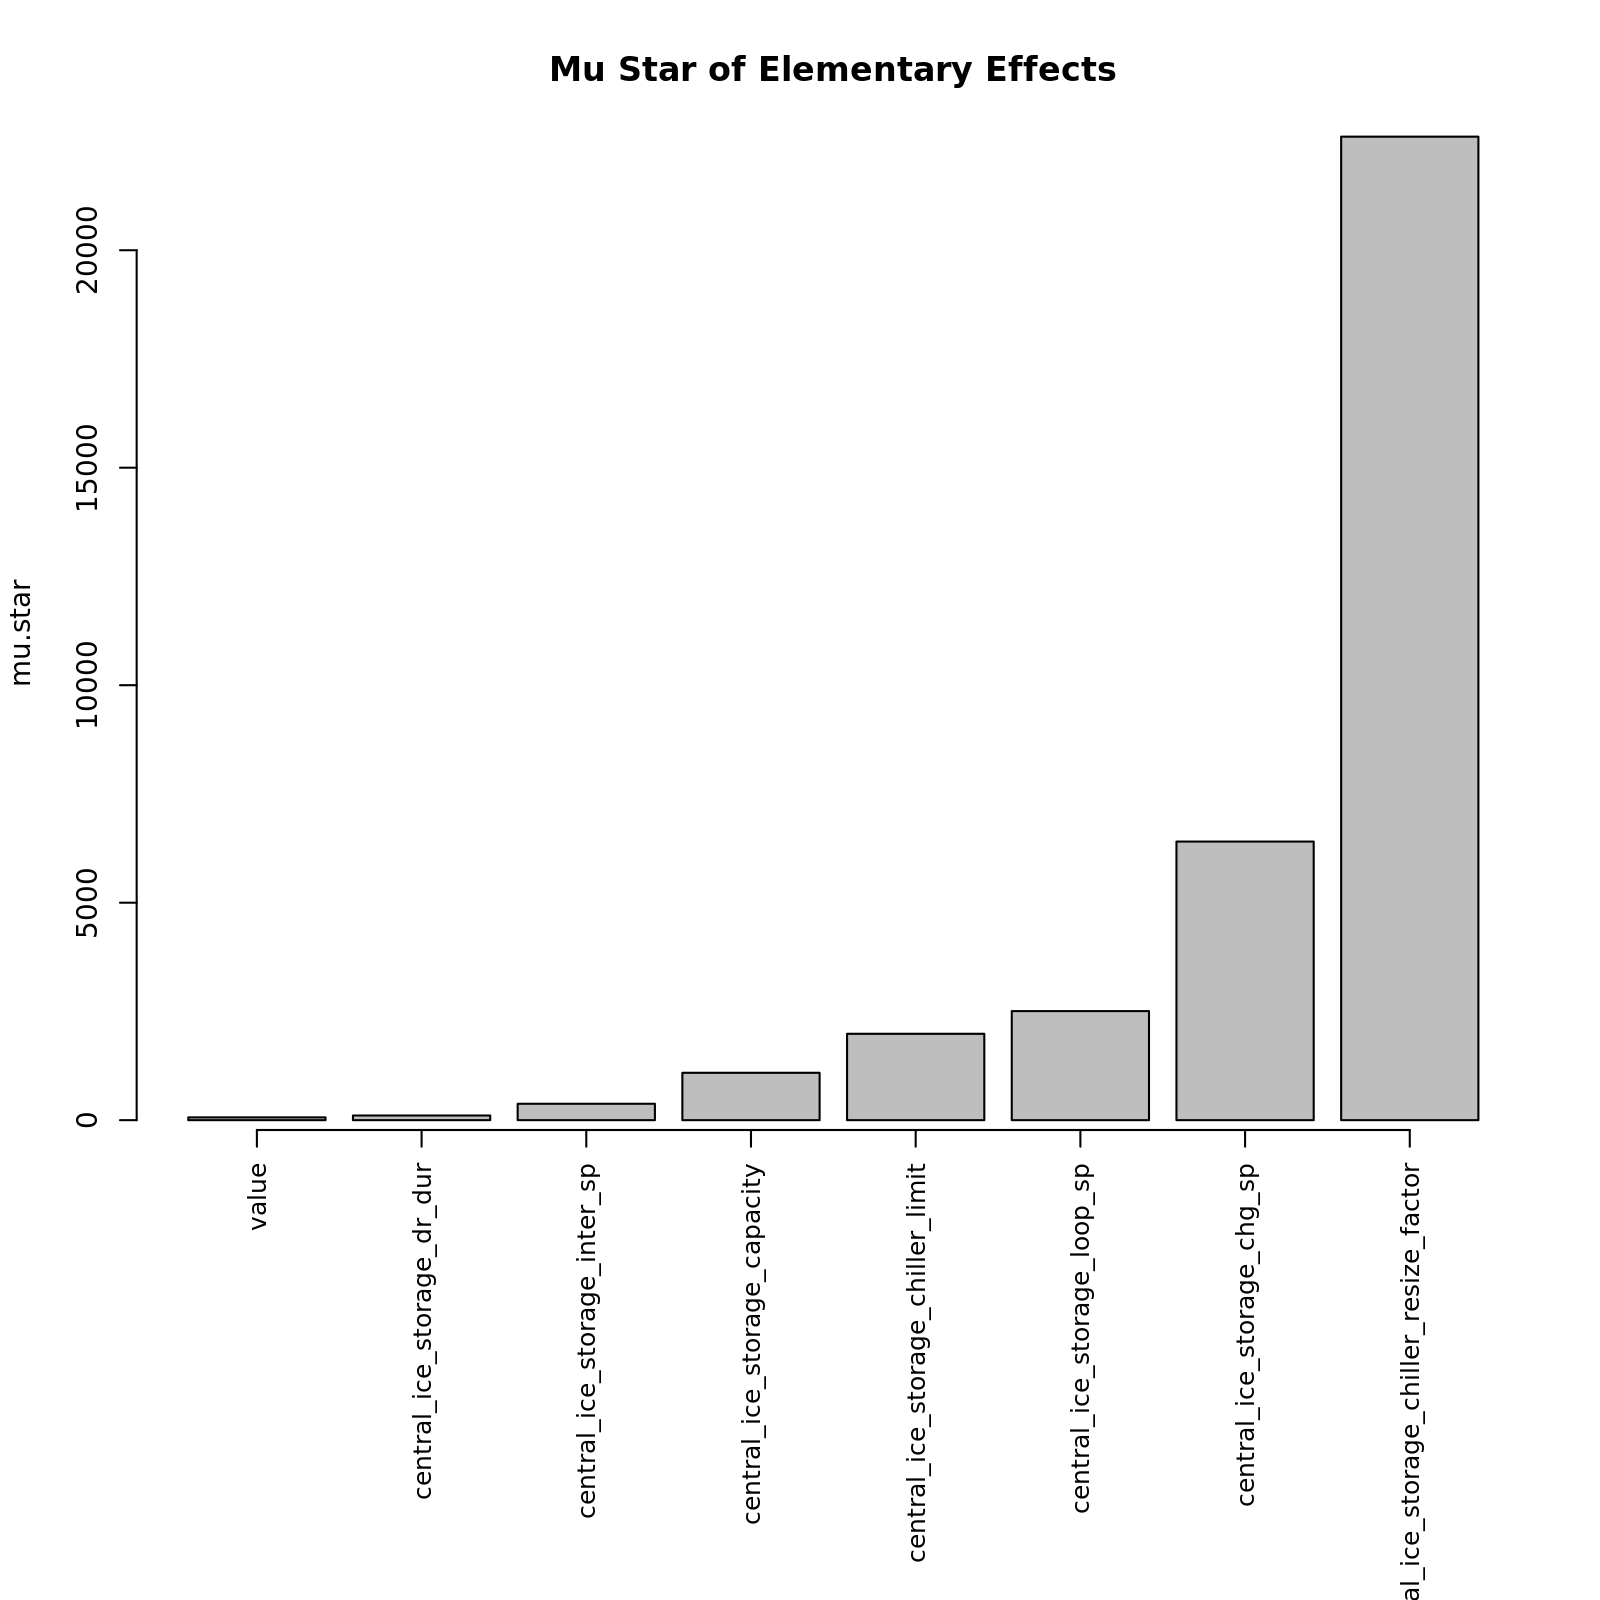 Mu Star of Elementary Effects
mu.star
20000
15000
10000
5000
0
value
central_ice_storage_dr_dur
central_ice_storage_inter_sp
central_ice_storage_capacity
central_ice_storage_chiller_limit
central_ice_storage_loop_sp
central_ice_storage_chg_sp
al_ice_storage_chiller_resize_factor